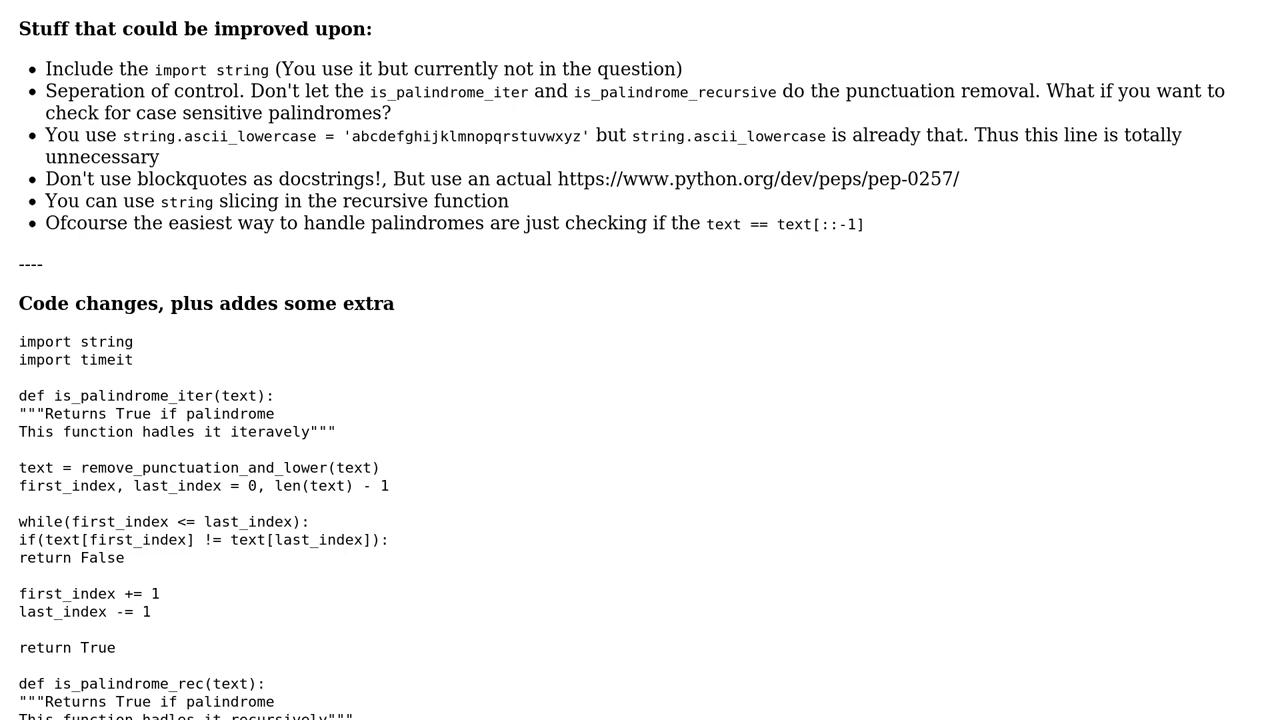 Stuff that could be improved upon:
Include the import string (You use it but currently not in the question)
Seperation of control. Don't let the is_palindrome_iter and is_palindrome_recursive do the punctuation removal. What if you want to
check for case sensitive palindromes?
You use string.ascii_lowercase = 'abcdefghijklmnopqrstuvwxyz' but string.ascii_lowercase is already that. Thus this line is totally
unnecessary
Don't use blockquotes as docstrings!, But use an actual https://www.python.org/dev/peps/pep-0257/
You can use string slicing in the recursive function
Ofcourse the easiest way to handle palindromes are just checking if the text == text[::-1]
----
Code changes, plus addes some extra
import string
import timeit
def is_palindrome_iter(text):
"""Returns True if palindrome
This function hadles it iteravely"""
text = remove_punctuation_and_lower(text)
first_index, last_index = 0, len(text) - 1
while(first_index <= last_index):
if(text[first_index] != text[last_index]):
return False
first_index += 1
last_index -= 1
return True
def is_palindrome_rec(text):
"""Returns True if palindrome
This function hadles it recursively"""